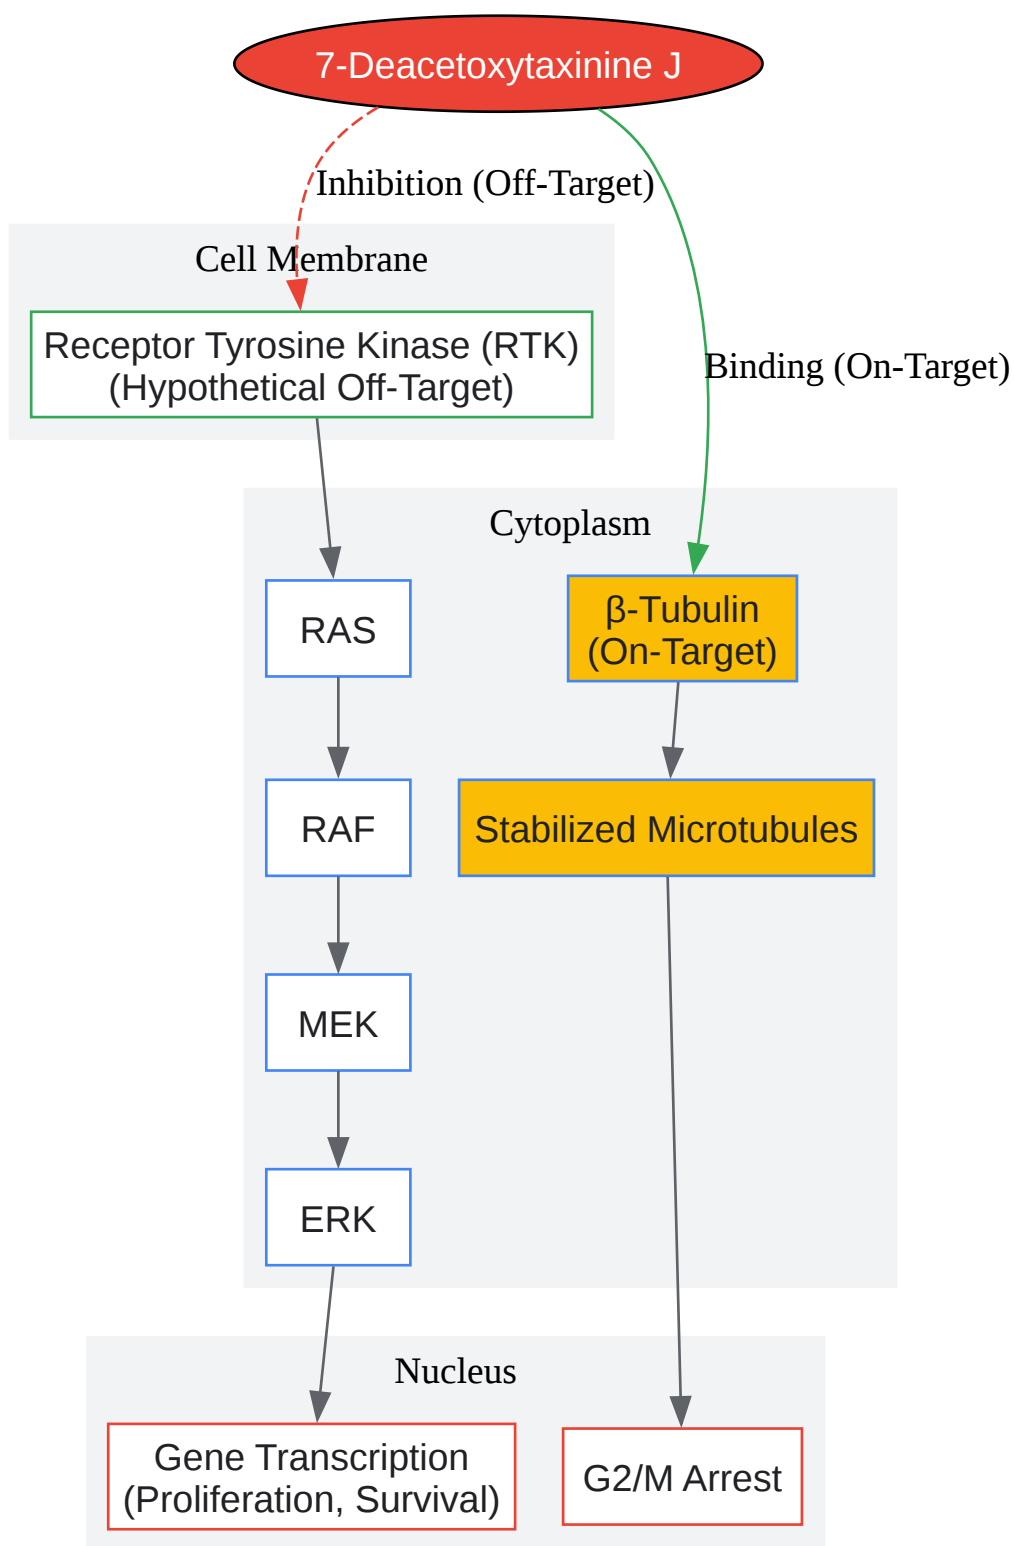 7-Deacetoxytaxinine J
Inhibition (Off-Target)
Cell Membrane
Receptor Tyrosine Kinase (RTK)
(Hypothetical Off-Target)
Binding (On-Target)
Cytoplasm
RAS
β-Tubulin
(On-Target)
RAF
Stabilized Microtubules
MEK
ERK
Nucleus
Gene Transcription
(Proliferation, Survival)
G2/M Arrest